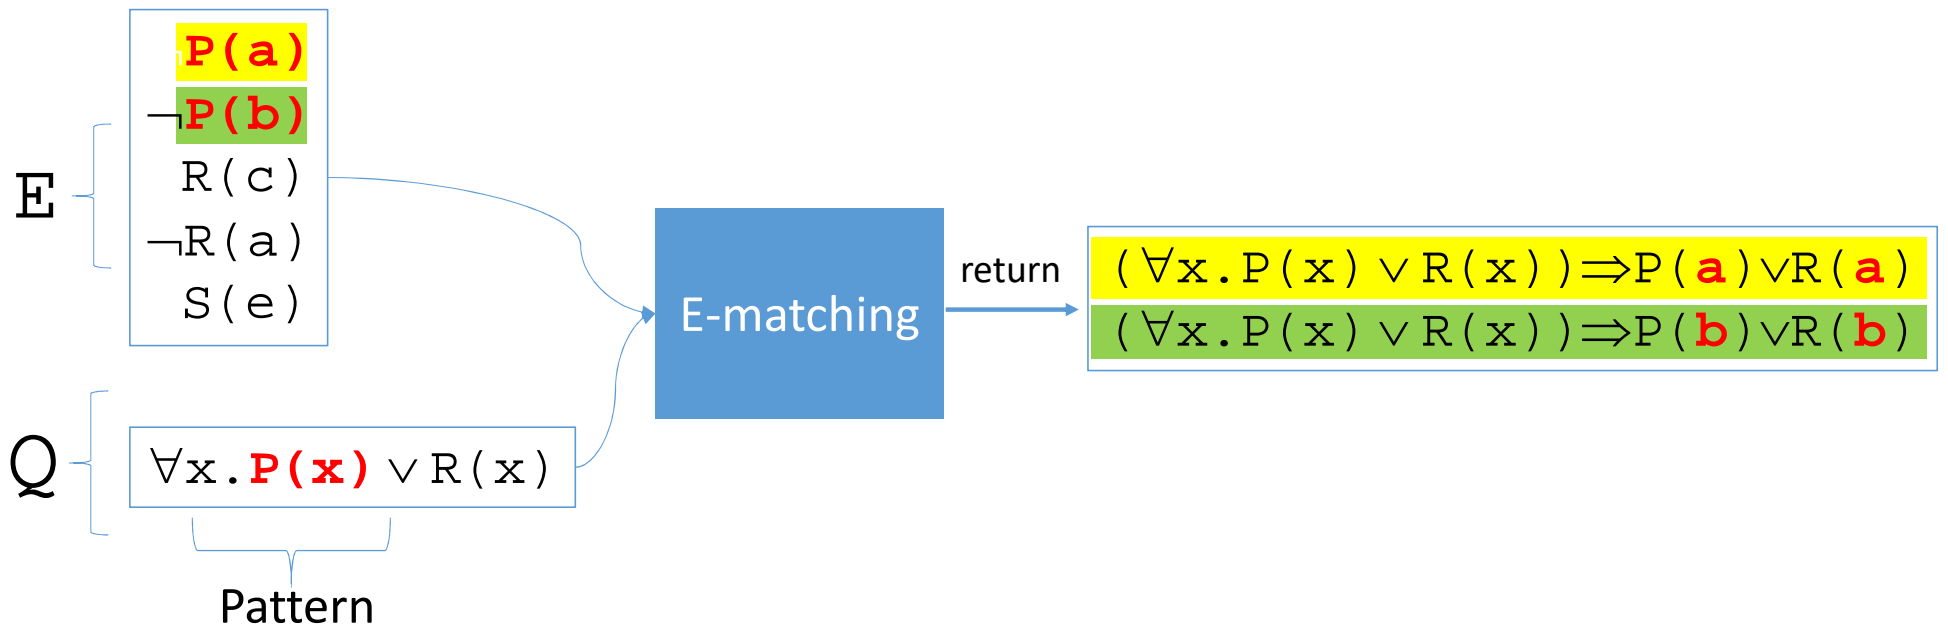 ¬P(a)
¬P(b)
R(c)
¬R(a)
S(e)
E
Q
∀x.P(x) ∨ R(x)
Pattern
E-matching
return
(∀x.P(x) ∨ R(x))⇒P(a)∨R(a)
(∀x.P(x) ∨ R(x))⇒P(b)∨R(b)